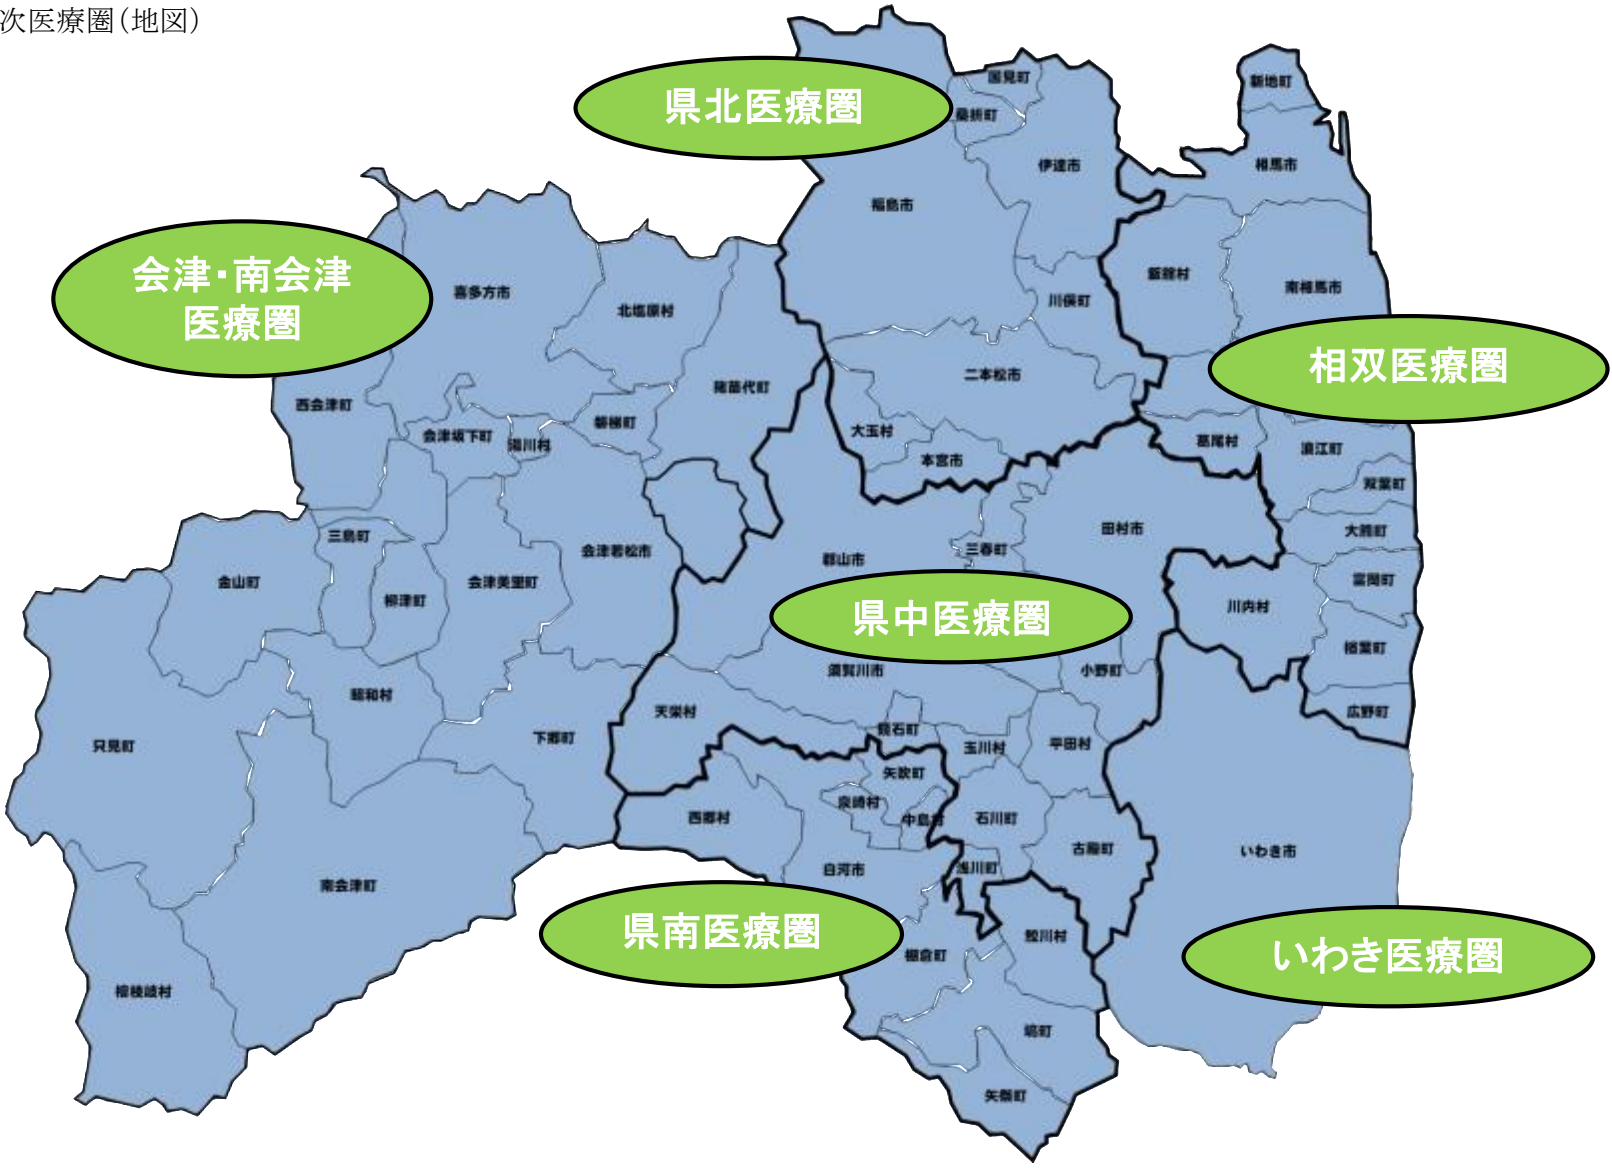 次医療圏（地図）
国見町
新地町
県北医療圏
桑折町
伊達市
相馬市
福島市
飯舘村
会津・南会津
医療圏
喜多方市
南相馬市
川俣町
北塩原村
相双医療圏
二本松市
猪苗代町
西会津町
磐梯町
大玉村
会津坂下町
湯川村
葛尾村
浪江町
本宮市
双葉町
田村市
大熊町
三島町
会津若松市
三春町
郡山市
金山町
会津美里町
富岡町
柳津町
川内村
県中医療圏
楢葉町
須賀川市
小野町
昭和村
天栄村
広野町
鏡石町
下郷町
只見町
玉川村
平田村
矢吹町
泉崎村
西郷村
中島村
石川町
古殿町
いわき市
白河市
浅川町
南会津町
県南医療圏
鮫川村
棚倉町
いわき医療圏
檜枝岐村
塙町
矢祭町